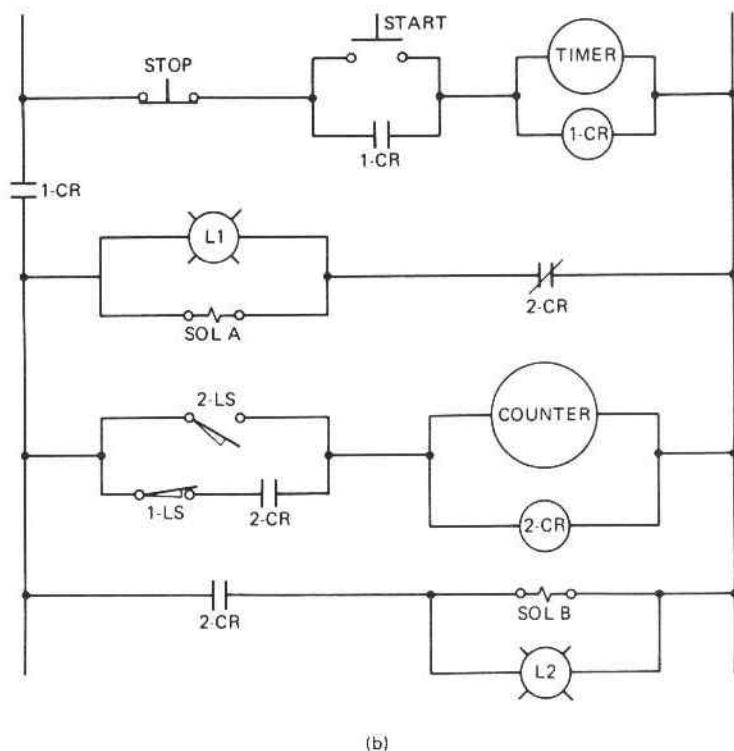 START
STOP
TIMER
1-CR
1-CR
1-CR
L1
2-CR
SOL A
2-LS
COUNTER
1-LS
2-CR
2-CR
2-CR
SOL B
L2
(b)